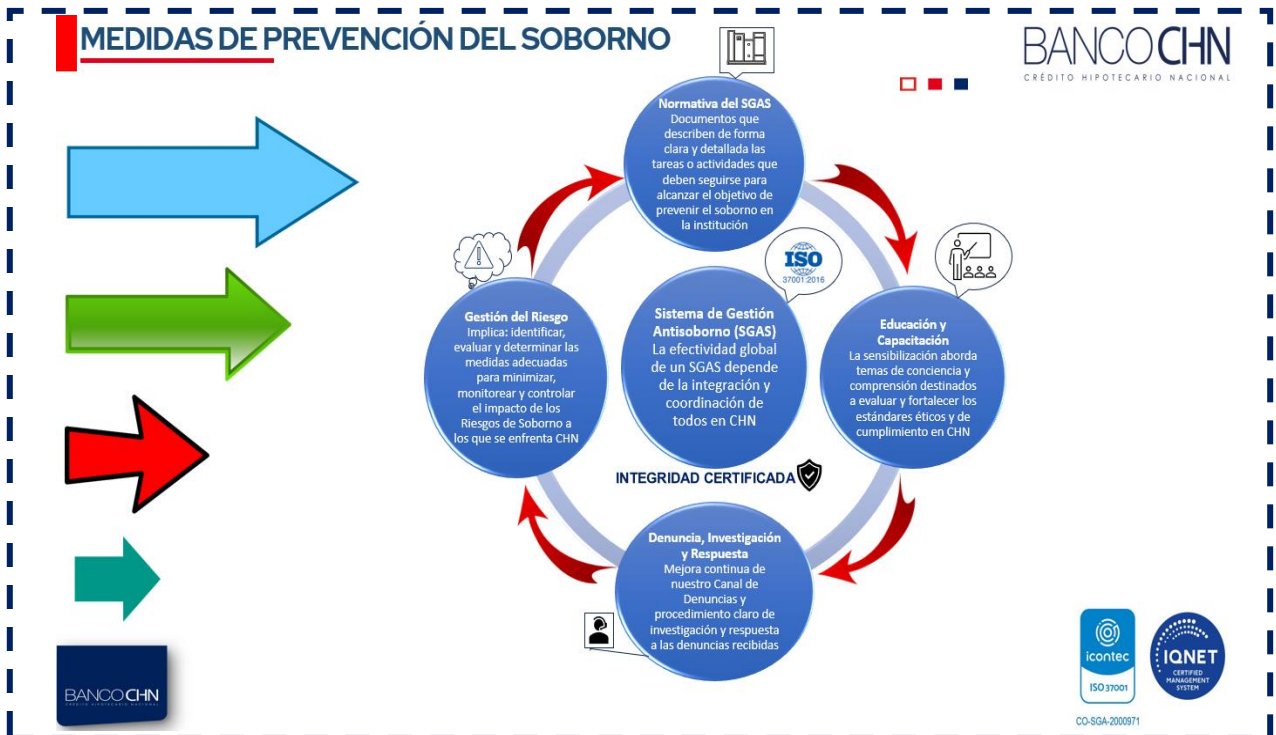 MEDIDAS DE PREVENCIÓN DEL SOBORNO
BANCOCHN
CRÉDITO HIPOTECARIO NACIONAL
Normativa del SGAS
Documentos que
describen de forma
clara y detallada las
tareas o actividades que
deben seguirse para
alcanzar el objetivo de
prevenir el soborno en
la institución
ISO
37001:2016
Gestión del Riesgo
Implica: identificar,
evaluar y determinar las
medidas adecuadas
para minimizar,
monitorear y controlar
el impacto de los
Riesgos de Soborno a
los que se enfrenta CHN
Sistema de Gestión
Antisoborno (SGAS)
La efectividad global
de un SGAS depende
de la integración y
coordinación de
todos en CHN
Educación y
Capacitación
La sensibilización aborda
temas de conciencia y
comprensión destinados
a evaluar y fortalecer los
estándares éticos y de
cumplimiento en CHN
INTEGRIDAD CERTIFICADA
Denuncia, Investigación
y Respuesta
Mejora continua de
nuestro Canal de
Denuncias y
procedimiento claro de
investigación y respuesta
a las denuncias recibidas
BANCOCHN
CRÉDITO HIPOTECARIO NACIONAL
icontec
ISO 37001
IQNET
CERTIFIED
MANAGEMENT
SYSTEM
CO-SGA-2000971